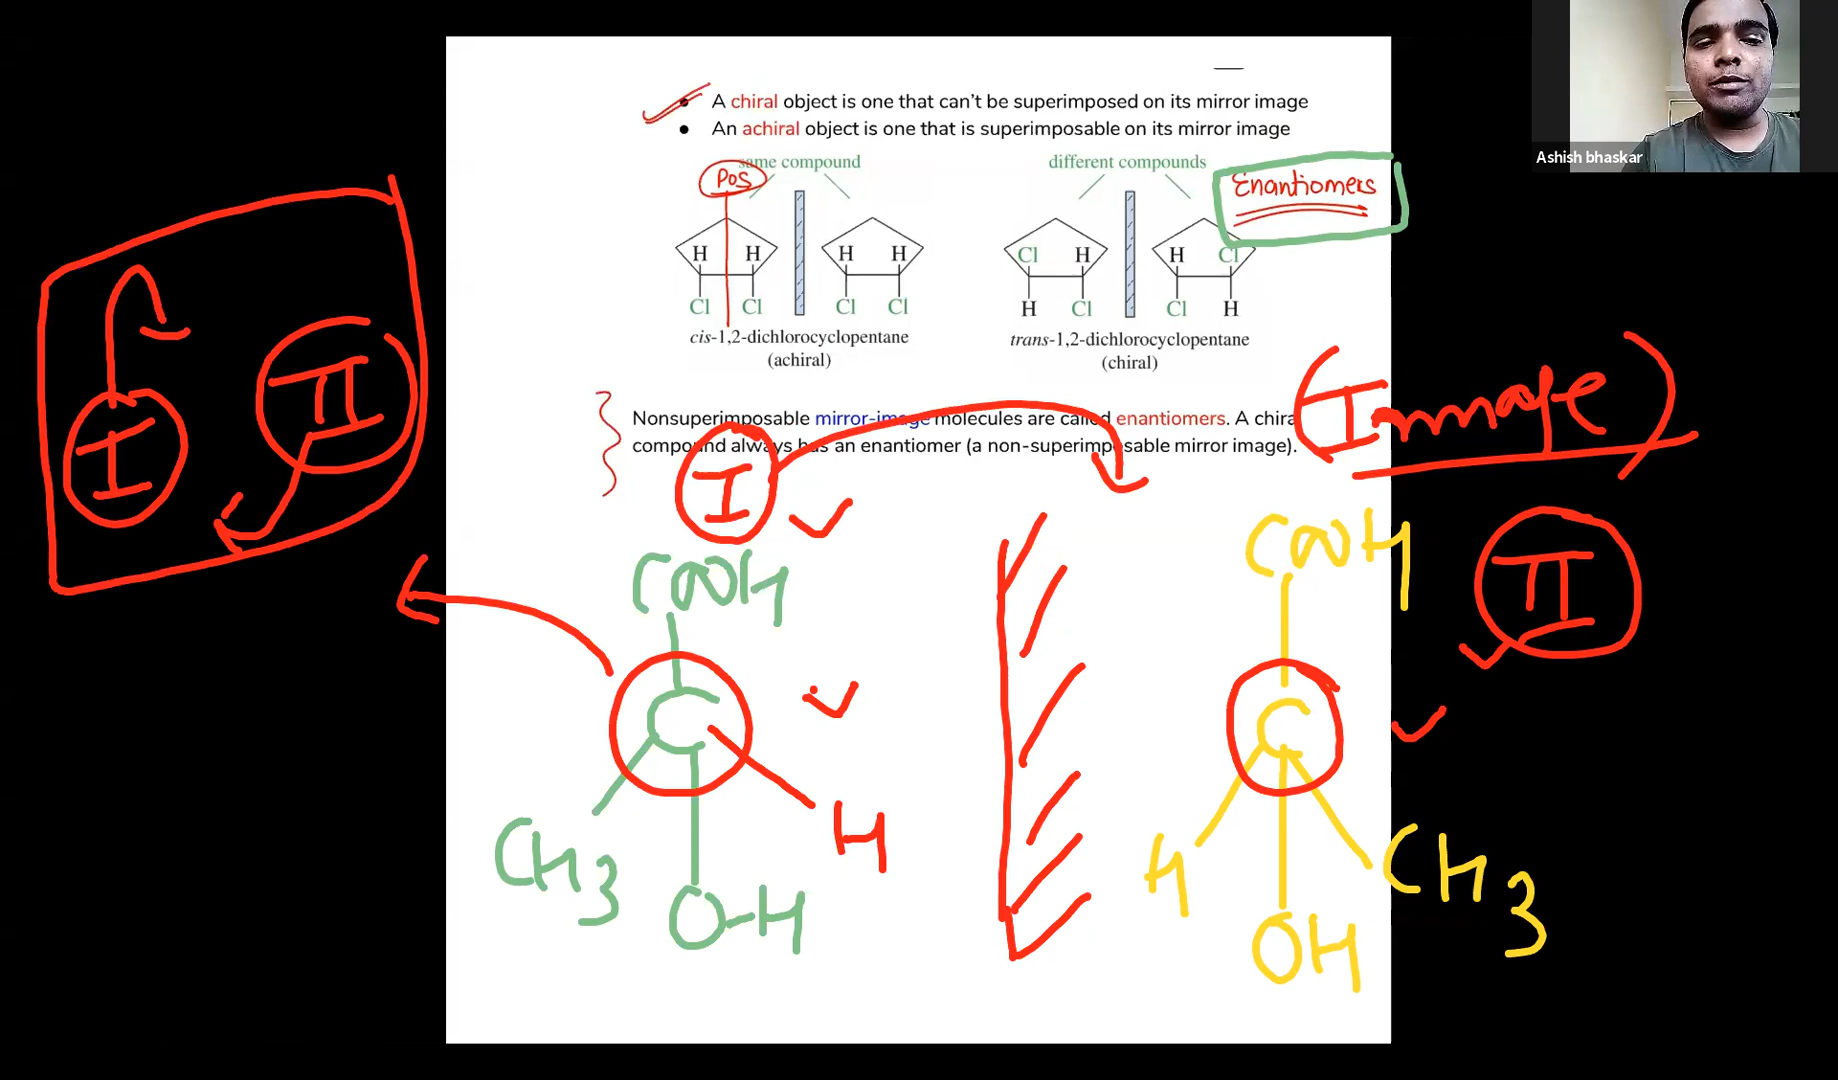 A chiral object is one that can't be superimposed on its mirror image
An achiral object is one that is superimposable on its mirror image
Ashish bhaskar
same compound
different compounds
POS
Enantiomers
H H H H
Cl H H Cl
Cl Cl Cl Cl
H Cl Cl H
cis-1,2-dichlorocyclopentane
(achiral)
trans-1,2-dichlorocyclopentane
(chiral)
Nonsuperimposable mirror-image molecules are called enantiomers. A chira
compound always has an enantiomer (a non-superimposable mirror image).
I
II
I
II
COOH
C
CH3
O-H
H
COOH
C
H
OH
CH3